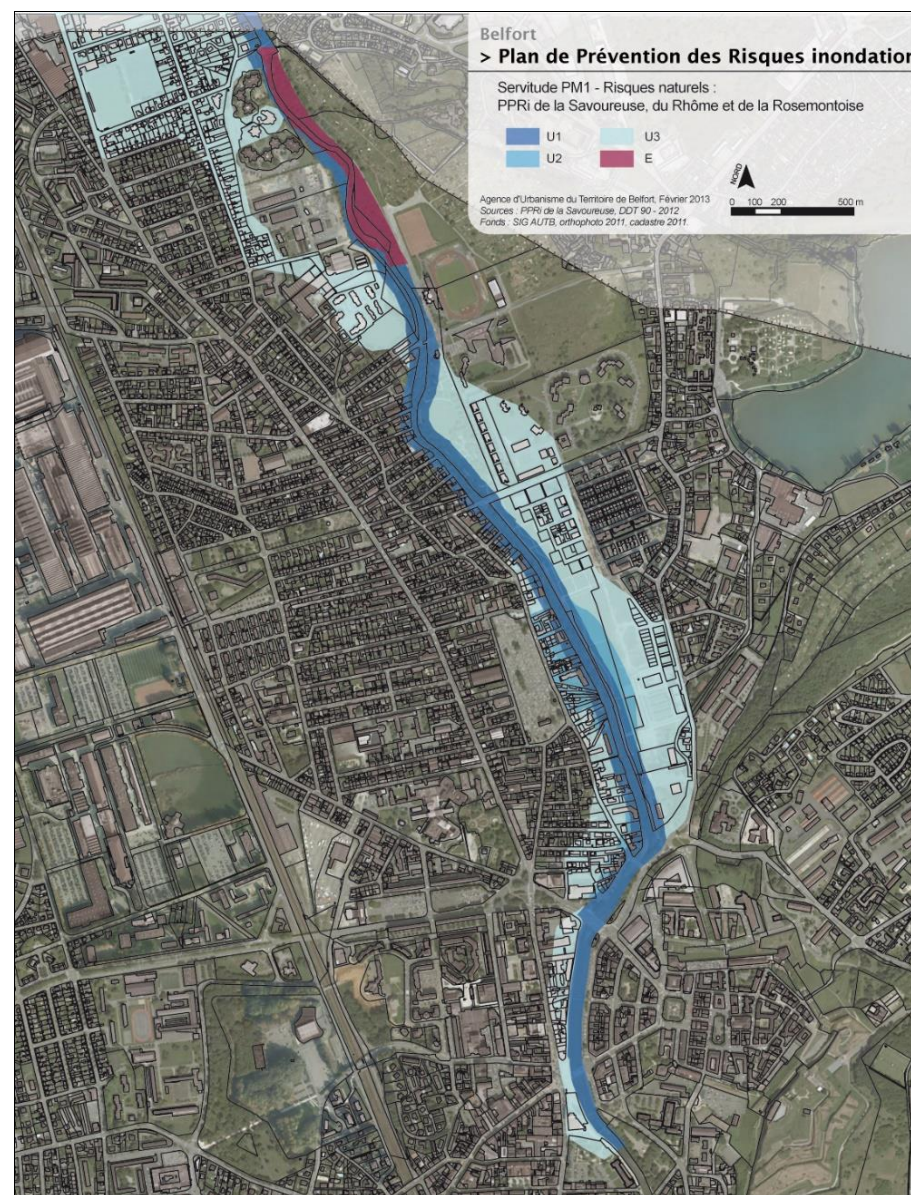 Belfort
> Plan de Prévention des Risques inondation
Servitude PM1 - Risques naturels :
PPRi de la Savoureuse, du Rhôme et de la Rosemontoise
U1
U3
U2
E
NORD
Agence d'Urbanisme du Territoire de Belfort, Février 2013
Sources : PPRi de la Savoureuse, DDT 90 - 2012
Fonds : SIG AUTB, orthophoto 2011, cadastre 2011.
0 100 200 500 m